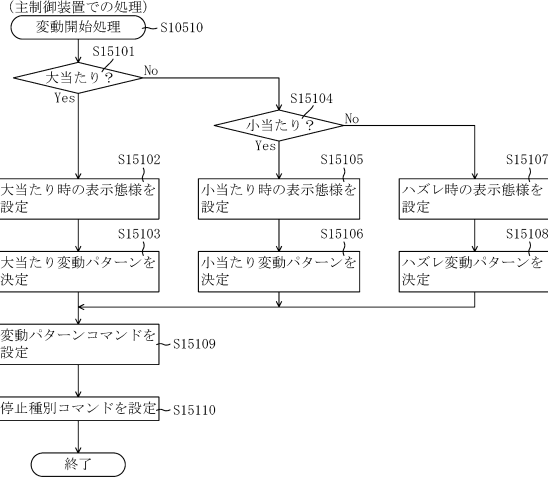 (主制御装置での処理)
変動開始処理
S10510
S15101
大当たり？
No
Yes
S15104
小当たり？
No
Yes
S15102
大当たり時の表示態様を
設定
S15105
小当たり時の表示態様を
設定
S15107
ハズレ時の表示態様を
設定
S15103
大当たり変動パターンを
決定
S15106
小当たり変動パターンを
決定
S15108
ハズレ変動パターンを
決定
変動パターンコマンドを
設定
S15109
停止種別コマンドを設定
S15110
終了